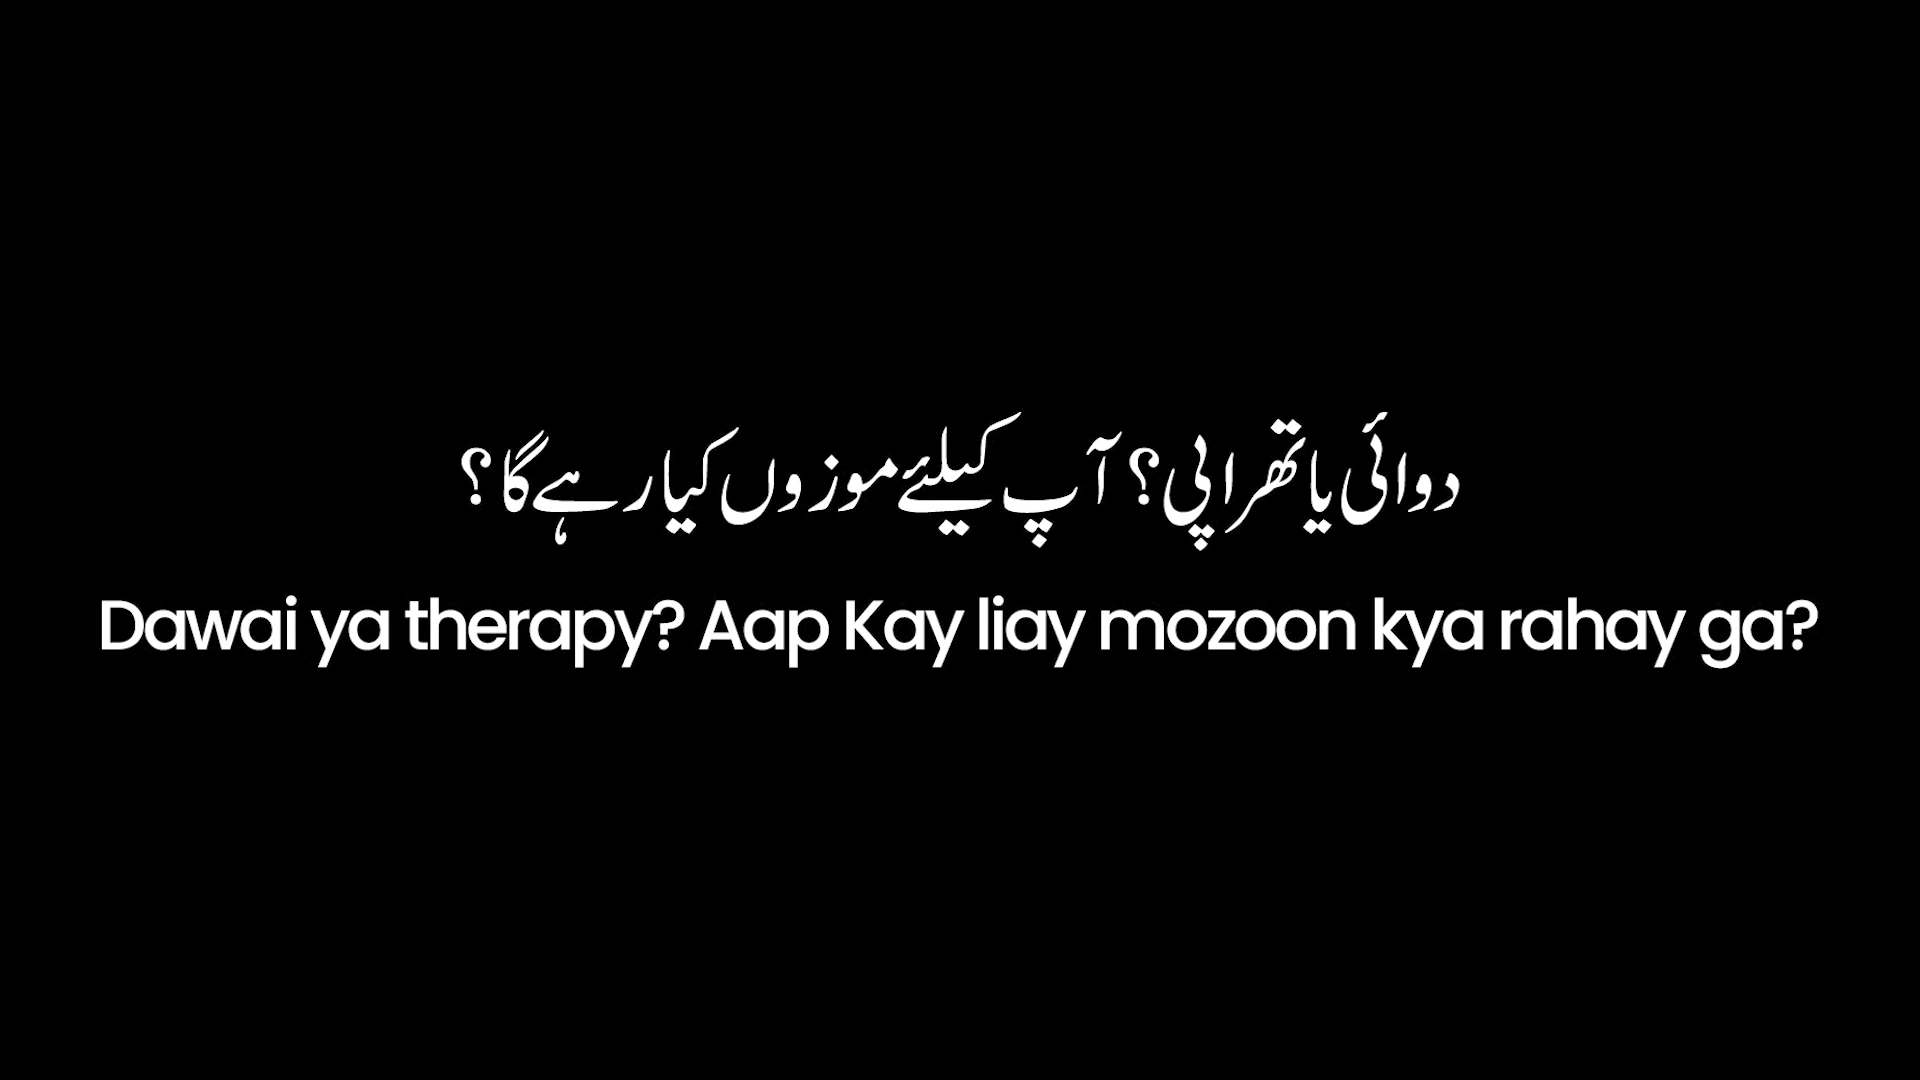 دوائی یا تھراپی؟ آپ کیلئے موزوں کیا رہے گا؟
Dawai ya therapy? Aap Kay liay mozoon kya rahay ga?